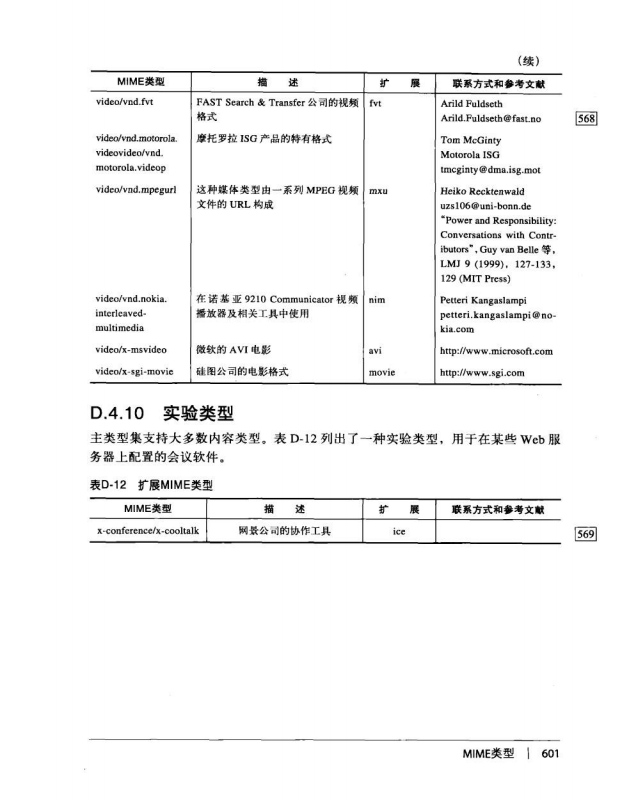 （续）
MIME类型 描 述 扩 展 联系方式和参考文献
video/vnd.fvt FAST Search & Transfer 公司的视频 fvt Arild Fuldseth
格式 Arild.Fuldseth@fast.no
568
video/vnd.motorola. 摩托罗拉 ISG 产品的特有格式 Tom McGinty
videovideo/vnd. Motorola ISG
motorola.videop tmcginty@dma.isg.mot
video/vnd.mpegurl 这种媒体类型由一系列 MPEG 视频 mxu Heiko Recktenwald
文件的 URL 构成 uzs106@uni-bonn.de
“Power and Responsibility:
Conversations with Contr-
ibutors”, Guy van Belle 等，
LMJ 9 (1999)，127-133，
129 (MIT Press)
video/vnd.nokia. 在诺基亚 9210 Communicator 视频 nim Petteri Kangaslampi
interleaved- 播放器及相关工具中使用 petteri.kangaslampi@no-
multimedia kia.com
video/x-msvideo 微软的 AVI 电影 avi http://www.microsoft.com
video/x-sgi-movie 硅图公司的电影格式 movie http://www.sgi.com
D.4.10 实验类型
主类型集支持大多数内容类型。表 D-12 列出了一种实验类型，用于在某些 Web 服
务器上配置的会议软件。
表D-12 扩展MIME类型
MIME类型 描 述 扩 展 联系方式和参考文献
x-conference/x-cooltalk 网景公司的协作工具 ice
569
MIME类型 | 601